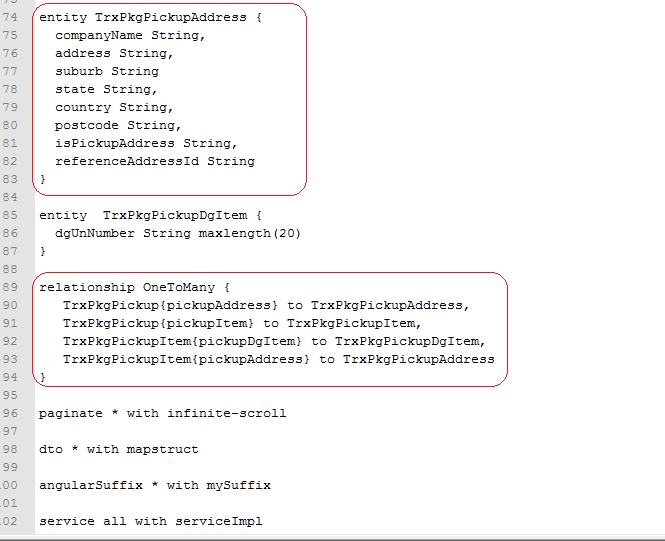 74 entity TrxPkgPickupAddress {
75 companyName String,
76 address String,
77 suburb String
78 state String,
79 country String,
80 postcode String,
81 isPickupAddress String,
82 referenceAddressId String
83 }
84
85 entity  TrxPkgPickupDgItem {
86 dgUnNumber String maxlength(20)
87 }
88
89 relationship OneToMany {
90 TrxPkgPickup{pickupAddress} to TrxPkgPickupAddress,
91 TrxPkgPickup{pickupItem} to TrxPkgPickupItem,
92 TrxPkgPickupItem{pickupDgItem} to TrxPkgPickupDgItem,
93 TrxPkgPickupItem{pickupAddress} to TrxPkgPickupAddress
94 }
95
96 paginate * with infinite-scroll
97
98 dto * with mapstruct
99
00 angularSuffix * with mySuffix
01
02 service all with serviceImpl